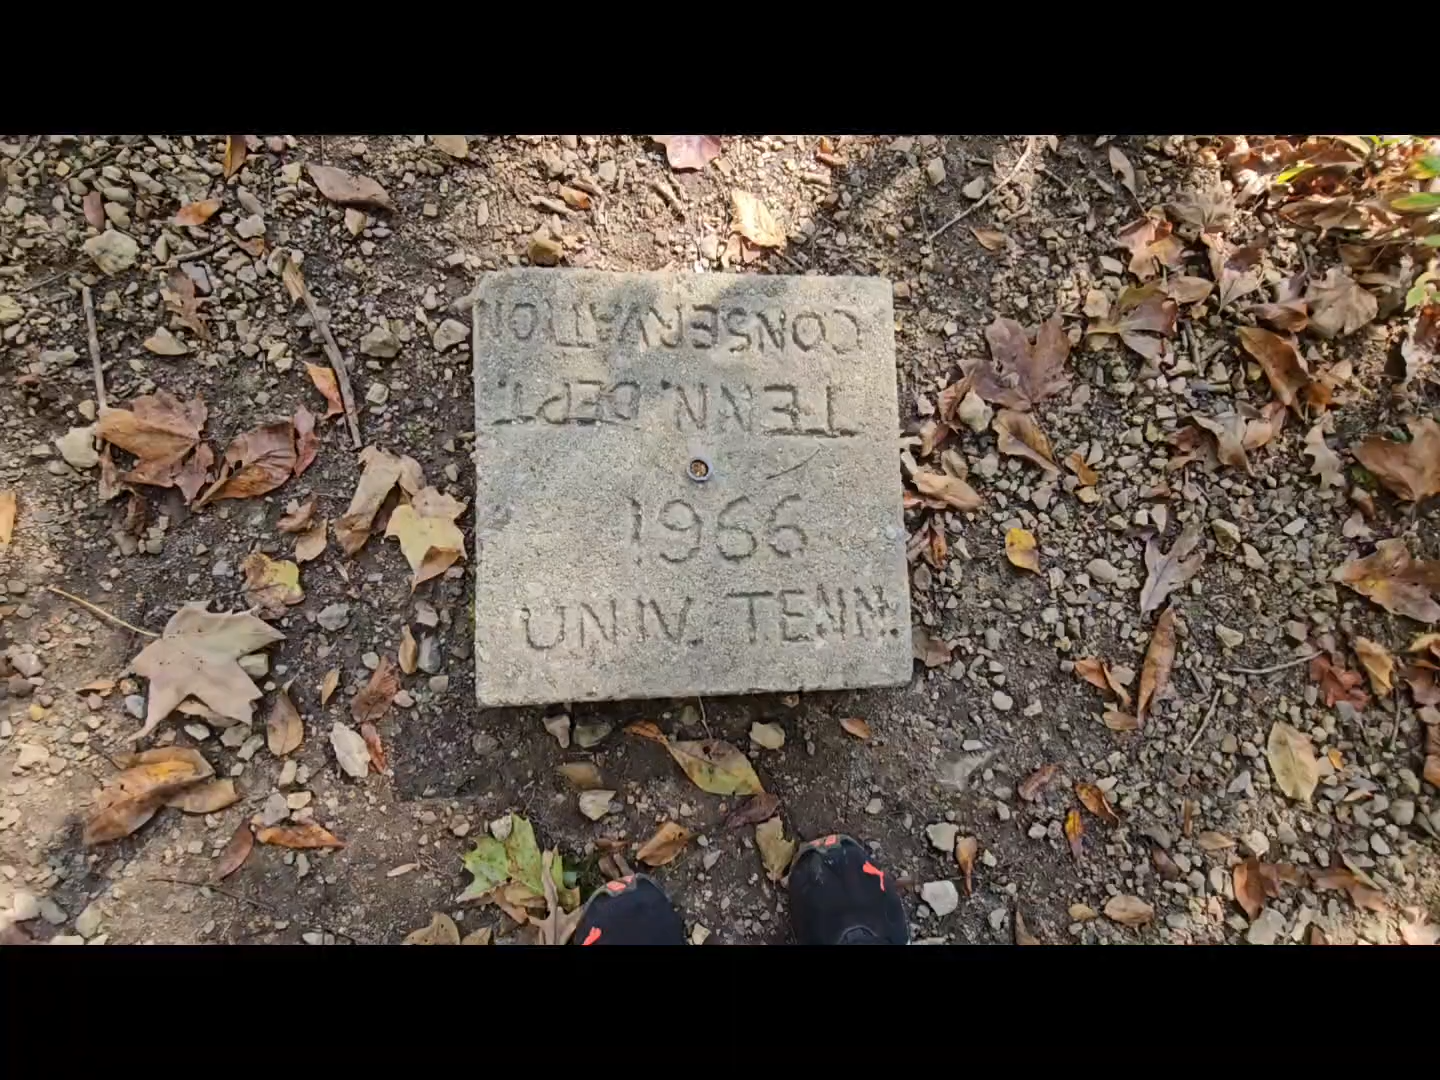 TENN. DEPT.
CONSERVATION
1966
UNIV. TENN.